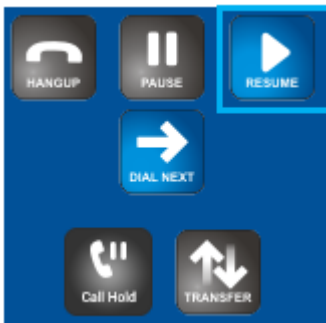 HANGUP
PAUSE
RESUME
DIAL NEXT
Call Hold
TRANSFER